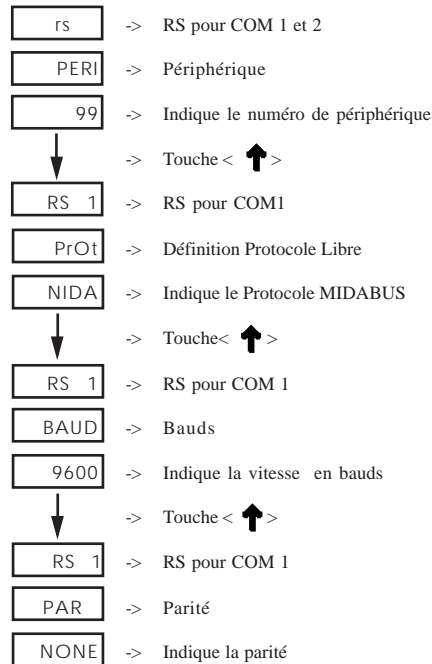 rs -> RS pour COM 1 et 2
PERI -> Périphérique
99 -> Indique le numéro de périphérique
-> Touche < >
RS 1 -> RS pour COM1
PrOt -> Définition Protocole Libre
NIDA -> Indique le Protocole MIDABUS
-> Touche< >
RS 1 -> RS pour COM 1
BAUD -> Bauds
9600 -> Indique la vitesse en bauds
-> Touche < >
RS 1 -> RS pour COM 1
PAR -> Parité
NONE -> Indique la parité